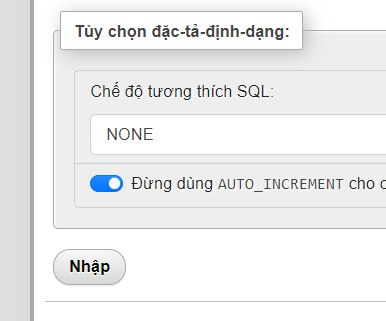 Tùy chọn đặc-tả-định-dạng:
Chế độ tương thích SQL:
NONE
Đừng dùng AUTO_INCREMENT cho
Nhập